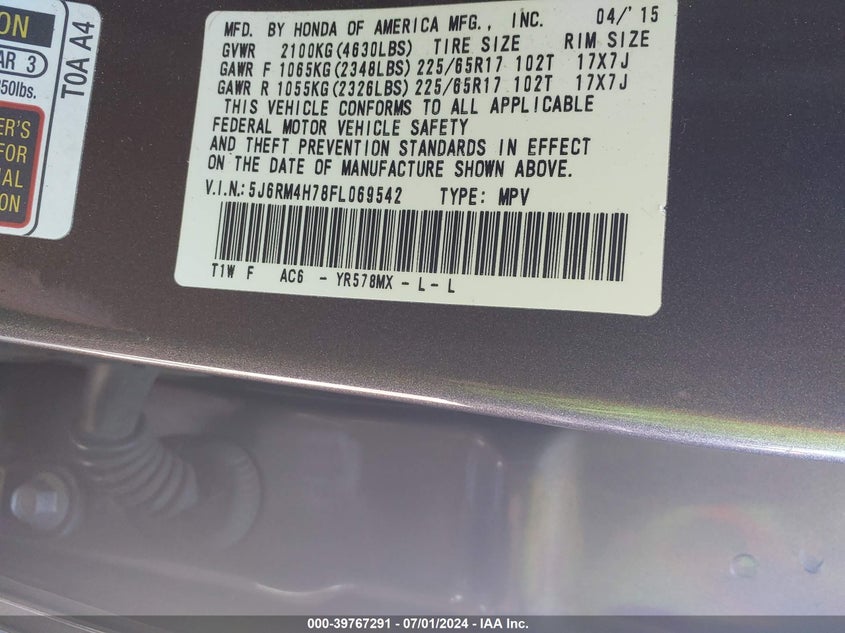 ON
AR 3
50lbs.
T0A A4
ER'S
FOR
IAL
ON
MFD. BY HONDA OF AMERICA MFG., INC. 04/'15
GVWR 2100KG(4630LBS) TIRE SIZE RIM SIZE
GAWR F 1065KG(2348LBS) 225/65R17 102T 17X7J
GAWR R 1055KG(2326LBS) 225/65R17 102T 17X7J
THIS VEHICLE CONFORMS TO ALL APPLICABLE
FEDERAL MOTOR VEHICLE SAFETY
AND THEFT PREVENTION STANDARDS IN EFFECT
ON THE DATE OF MANUFACTURE SHOWN ABOVE.
V.I.N.:5J6RM4H78FL069542 TYPE: MPV
T1W F AC6 - YR578MX - L - L
000-39767291 - 07/01/2024 - IAA Inc.